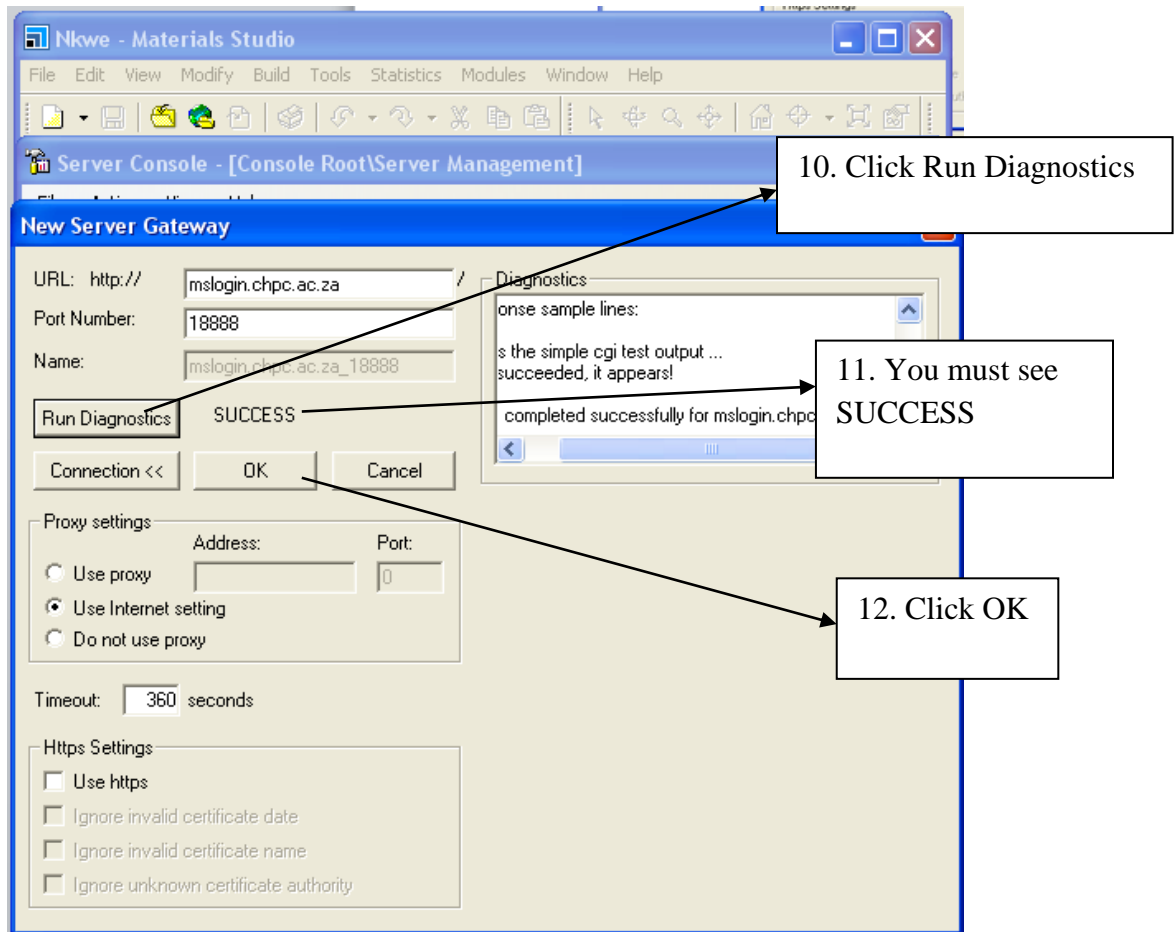 Https Settings
Nkwe - Materials Studio
File Edit View Modify Build Tools Statistics Modules Window Help
Server Console - [Console Root\Server Management]
10. Click Run Diagnostics
New Server Gateway
URL: http:// mslogin.chpc.ac.za /
Port Number: 18888
Name: mslogin.chpc.ac.za_18888
Run Diagnostics SUCCESS
Connection << OK Cancel
Diagnostics
onse sample lines:
s the simple cgi test output ...
succeeded, it appears!
completed successfully for mslogin.chpc
11. You must see
SUCCESS
Proxy settings
Address: Port:
Use proxy 0
Use Internet setting
Do not use proxy
12. Click OK
Timeout: 360 seconds
Https Settings
Use https
Ignore invalid certificate date
Ignore invalid certificate name
Ignore unknown certificate authority